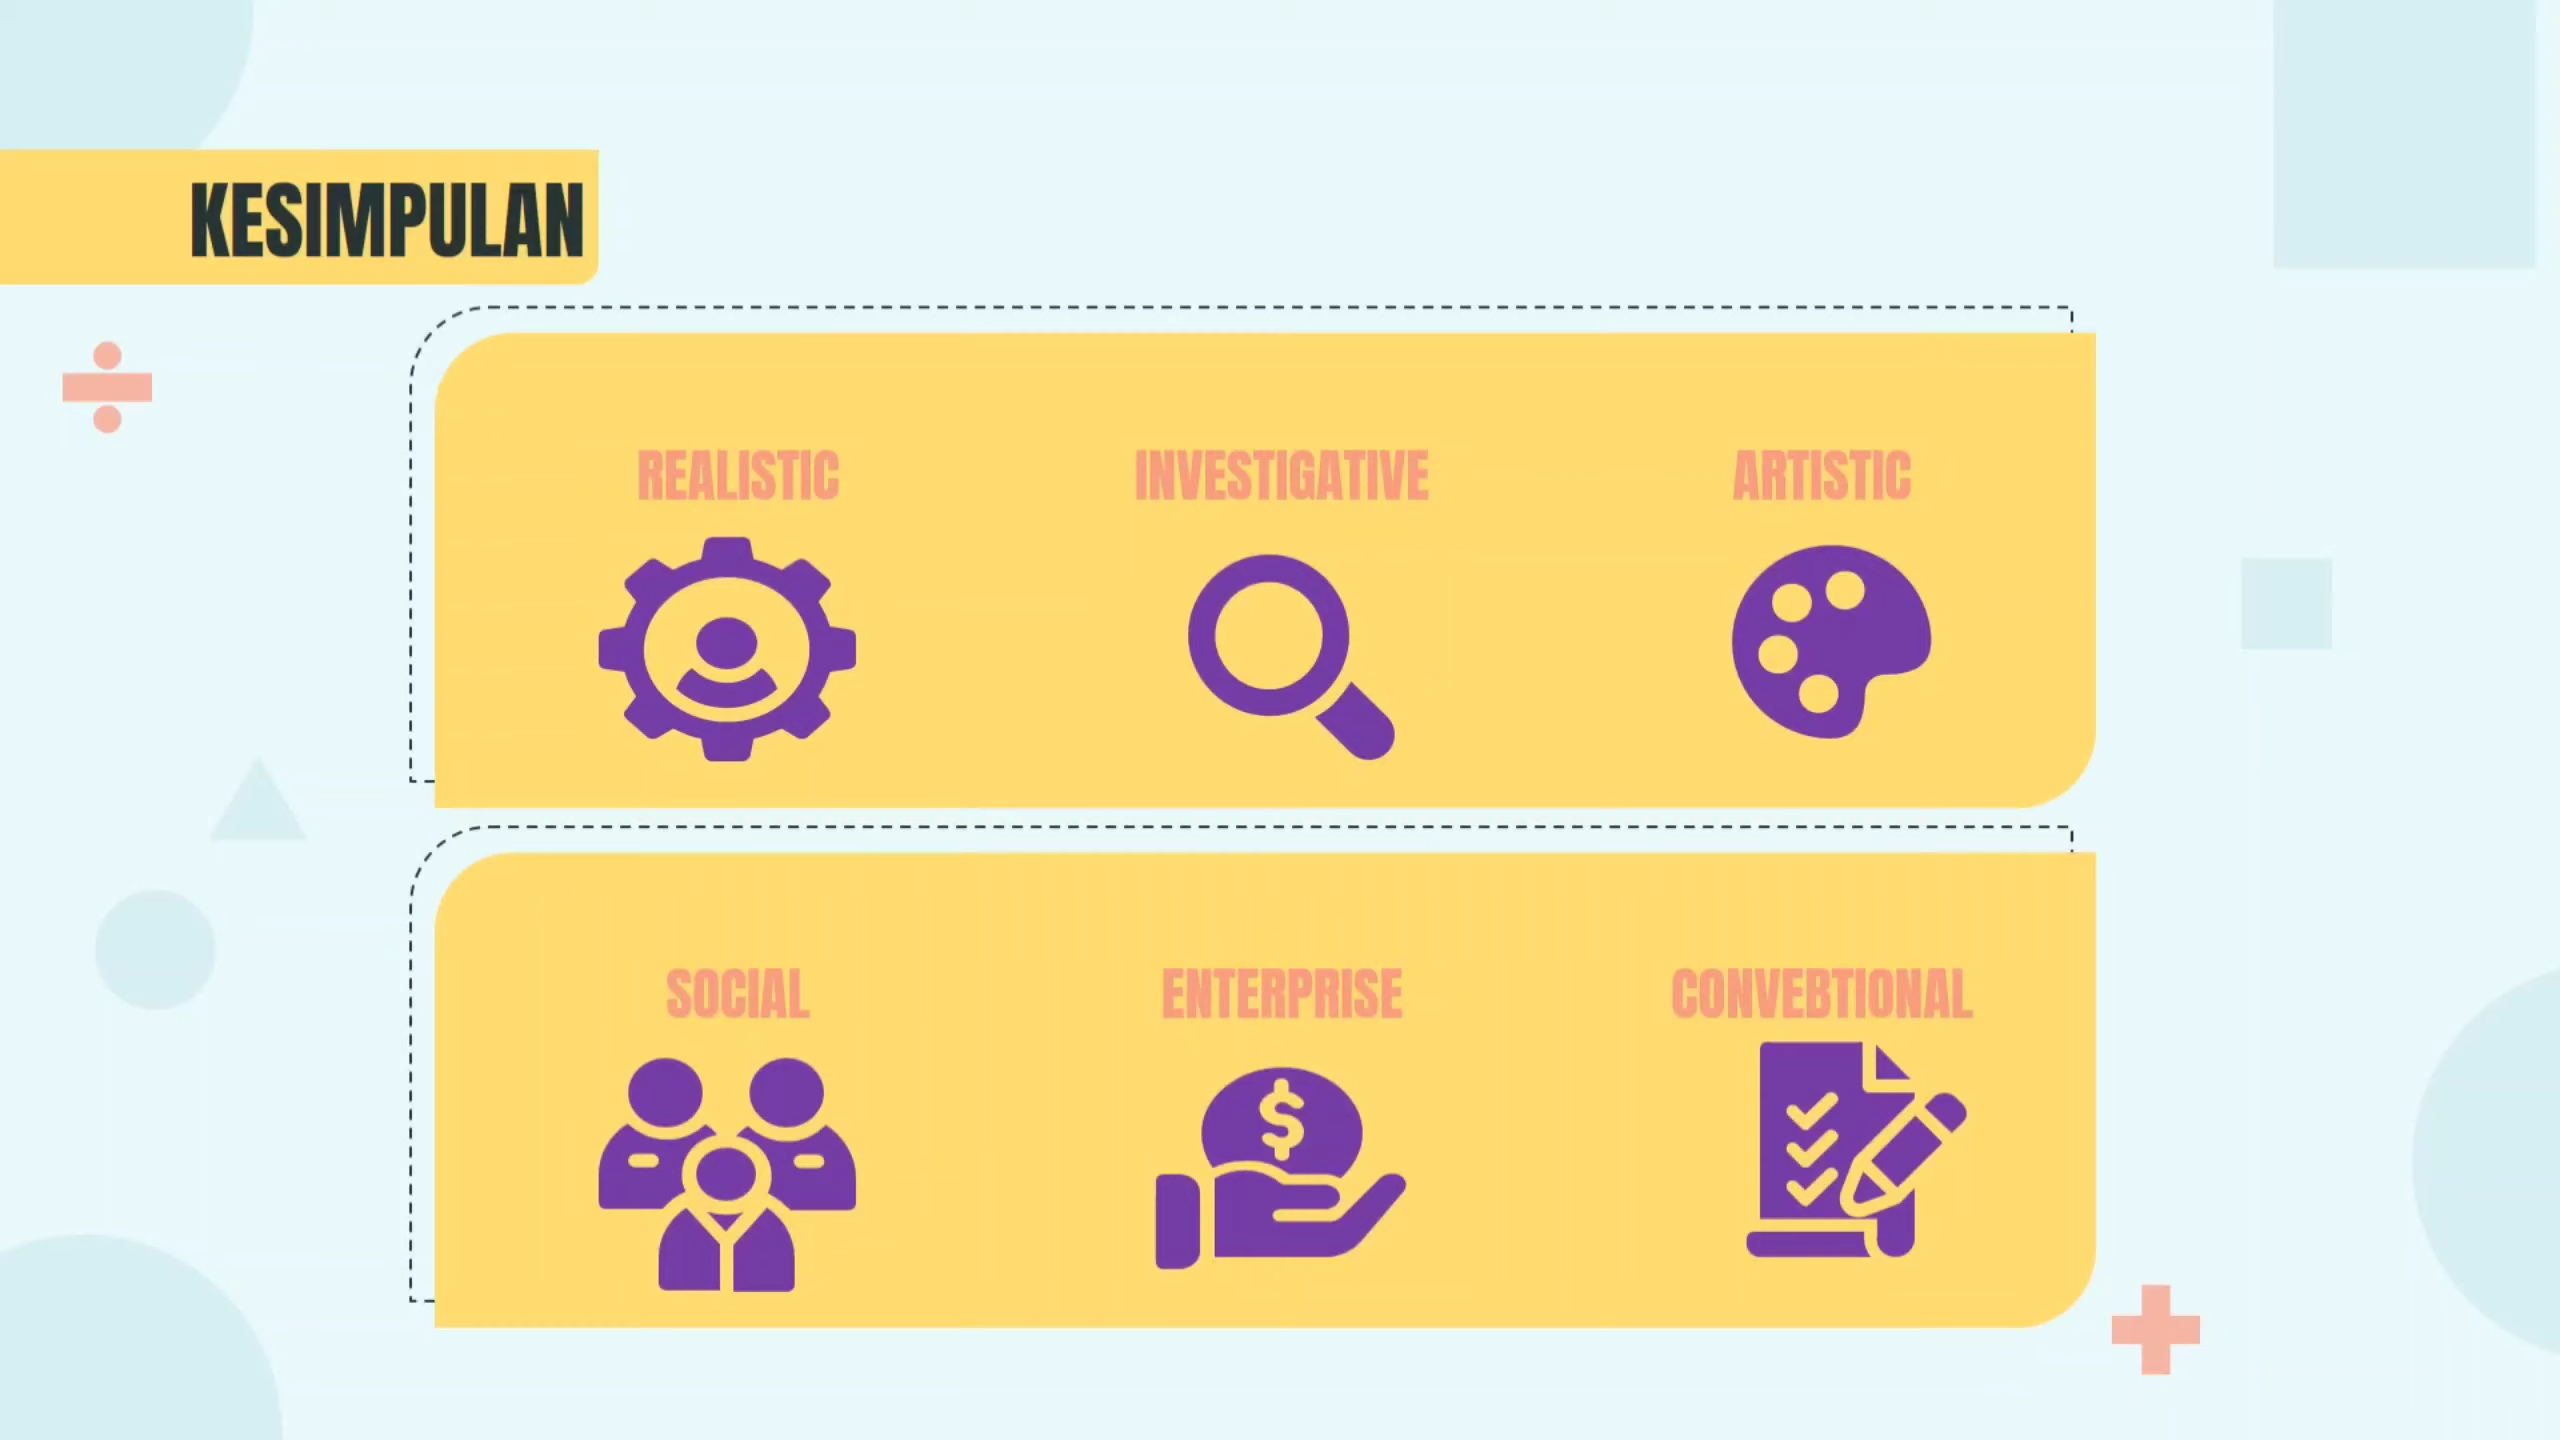 KESIMPULAN
REALISTIC
INVESTIGATIVE
ARTISTIC
SOCIAL
ENTERPRISE
CONVEBTIONAL